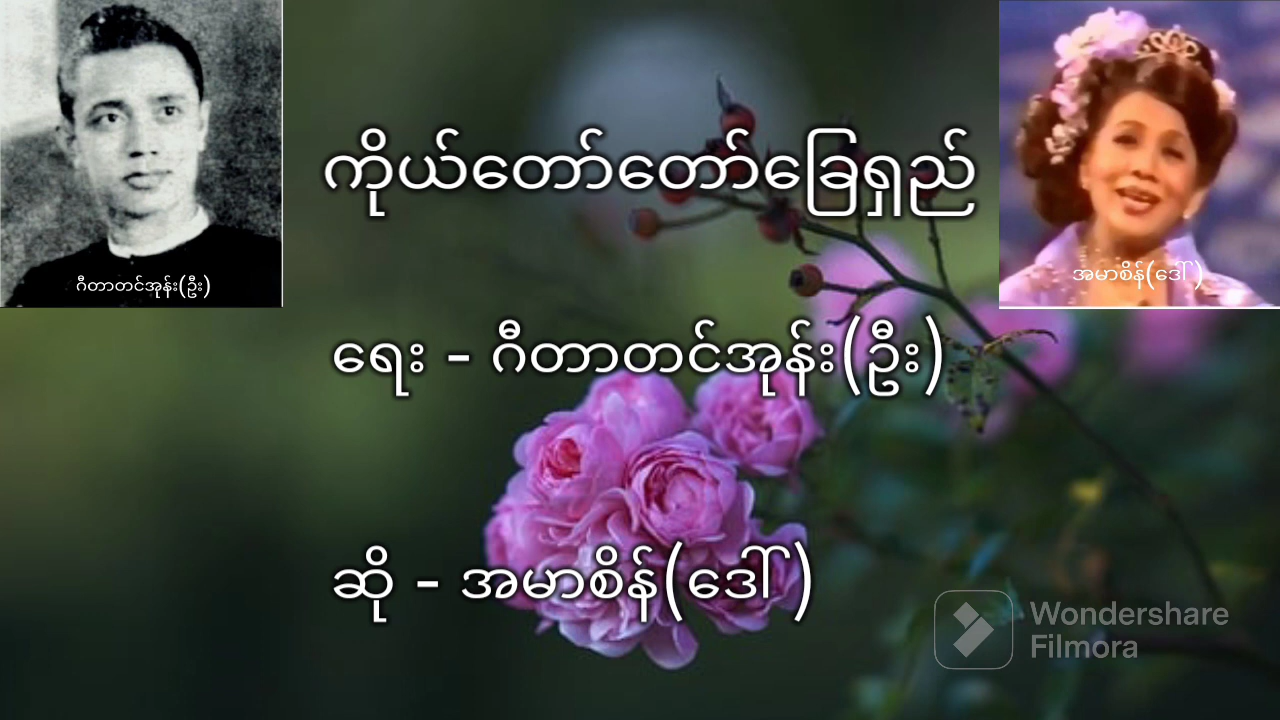 ကိုယ်တော်တော်ခြေရှည်
ဂီတာတင်အုန်း(ဦး)
အမာစိန်(ဒေါ်)
ရေး - ဂီတာတင်အုန်း(ဦး)
ဆို - အမာစိန်(ဒေါ်)
Wondershare
Filmora